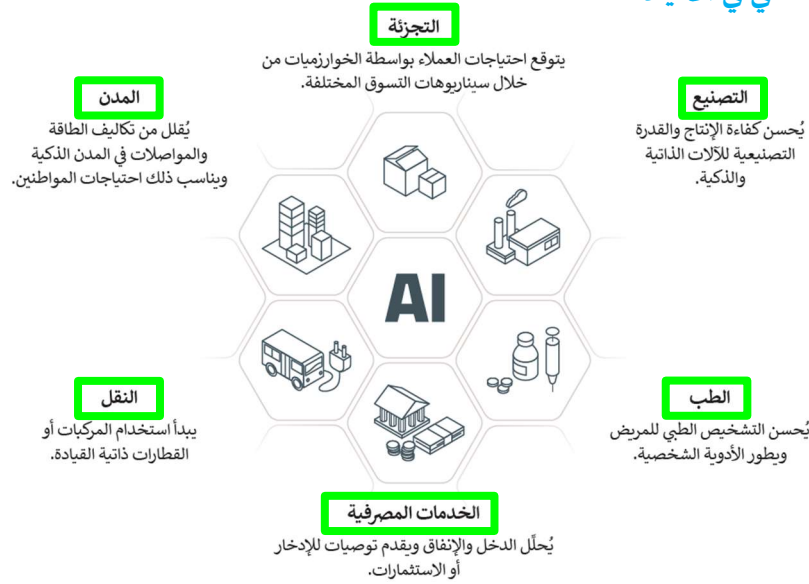 التجزئة
يتوقع احتياجات العملاء بواسطة الخوارزميات من
خلال سيناريوهات التسوق المختلفة.
التصنيع
يُحسن كفاءة الإنتاج والقدرة
التصنيعية للآلات الذاتية
والذكية.
المدن
يُقلل من تكاليف الطاقة
والمواصلات في المدن الذكية
ويناسب ذلك احتياجات المواطنين.
AI
الطب
يُحسن التشخيص الطبي للمريض
ويطور الأدوية الشخصية.
النقل
يبدأ استخدام المركبات أو
القطارات ذاتية القيادة.
الخدمات المصرفية
يُحلّل الدخل والإنفاق ويقدم توصيات للإدخار
أو الاستثمارات.